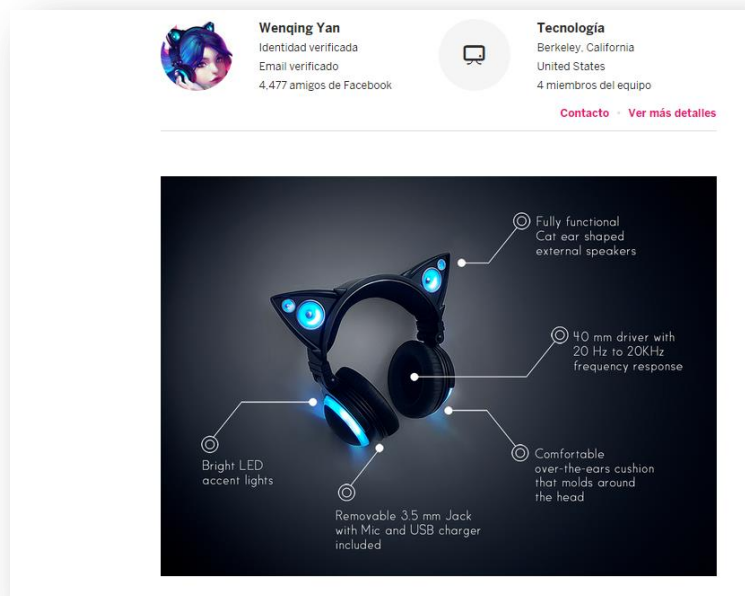 Wenqing Yan
Identidad verificada
Email verificado
4,477 amigos de Facebook
Tecnología
Berkeley, California
United States
4 miembros del equipo
Contacto · Ver más detalles
Fully functional
Cat ear shaped
external speakers
40 mm driver with
20 Hz to 20KHz
frequency response
Bright LED
accent lights
Comfortable
over-the-ears cushion
that molds around
the head
Removable 3.5 mm Jack
with Mic and USB charger
included